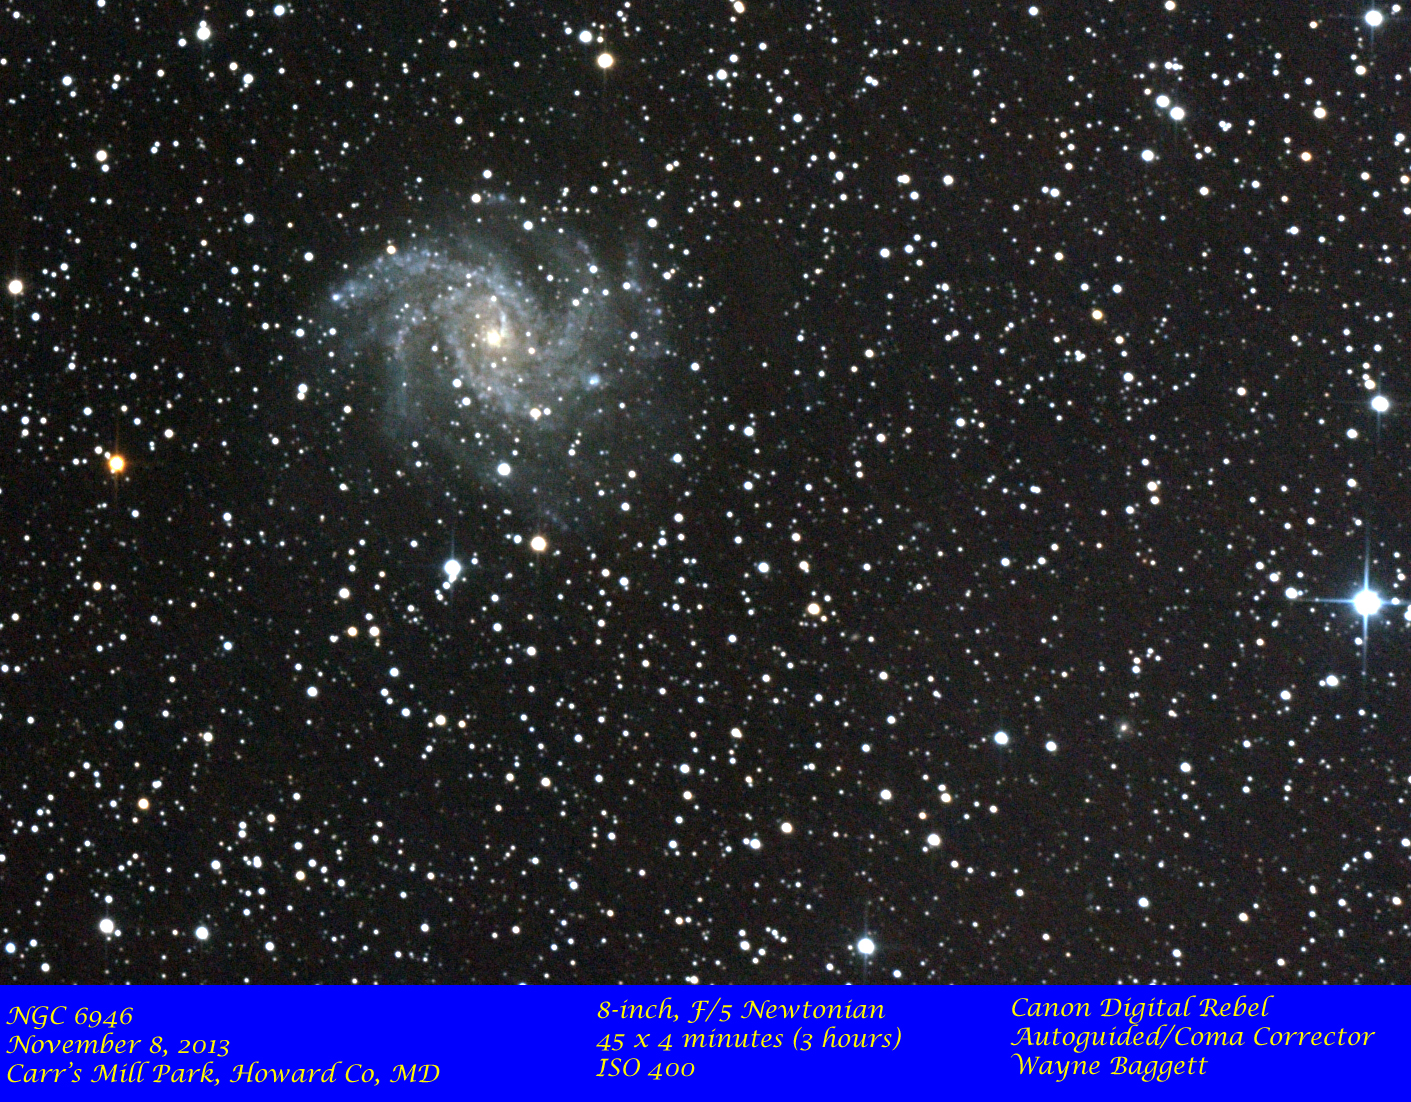 NGC 6946
November 8, 2013
Carr's Mill Park, Howard Co, MD
8-inch, F/5 Newtonian
45 x 4 minutes (3 hours)
ISO 400
Canon Digital Rebel
Autoguided/Coma Corrector
Wayne Baggett